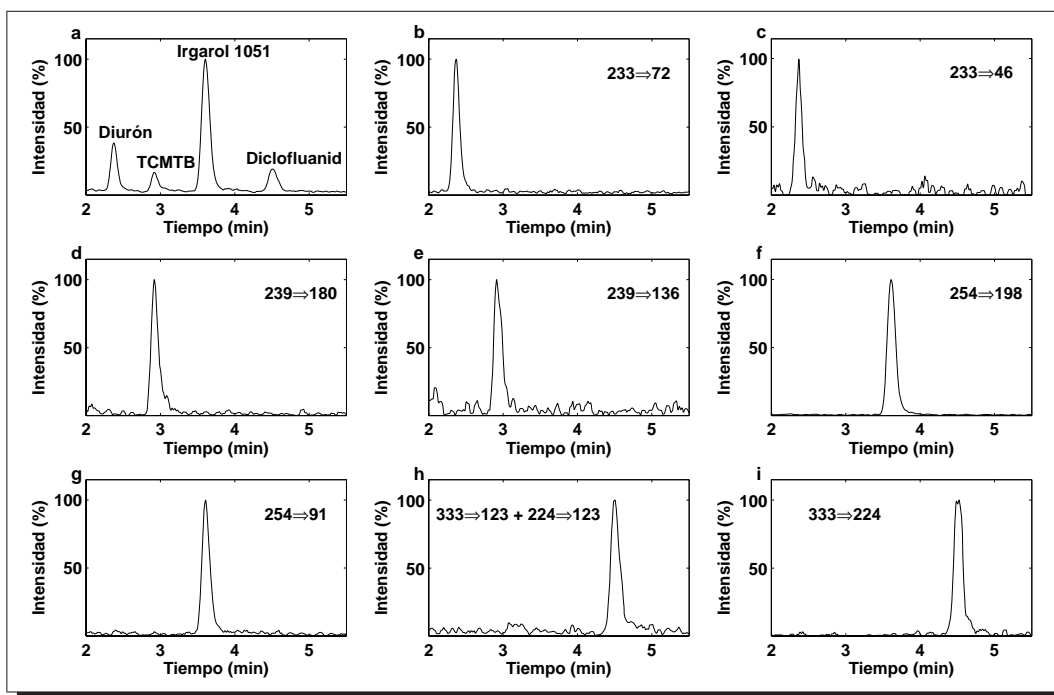 a
Intensidad (%)
100
50
Irgarol 1051
Diurón
TCMTB
Diclofluanid
2 3 4 5
Tiempo (min)
b
Intensidad (%)
100
50
233⇒72
2 3 4 5
Tiempo (min)
c
Intensidad (%)
100
50
233⇒46
2 3 4 5
Tiempo (min)
d
Intensidad (%)
100
50
239⇒180
2 3 4 5
Tiempo (min)
e
Intensidad (%)
100
50
239⇒136
2 3 4 5
Tiempo (min)
f
Intensidad (%)
100
50
254⇒198
2 3 4 5
Tiempo (min)
g
Intensidad (%)
100
50
254⇒91
2 3 4 5
Tiempo (min)
h
Intensidad (%)
100
50
333⇒123 + 224⇒123
2 3 4 5
Tiempo (min)
i
Intensidad (%)
100
50
333⇒224
2 3 4 5
Tiempo (min)